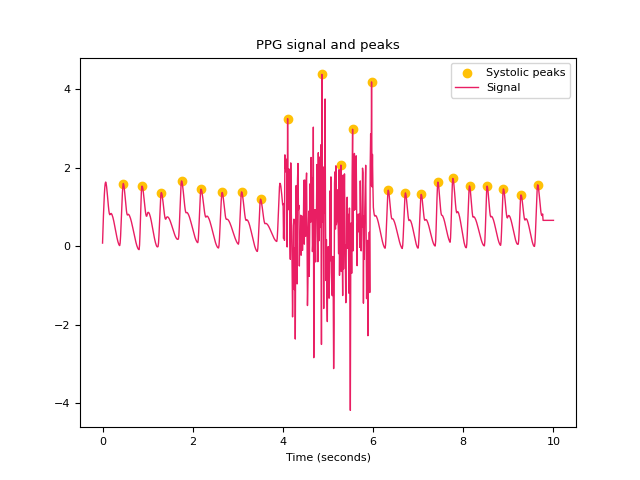 PPG signal and peaks
Systolic peaks
Signal
4
2
0
−2
−4
0 2 4 6 8 10
Time (seconds)